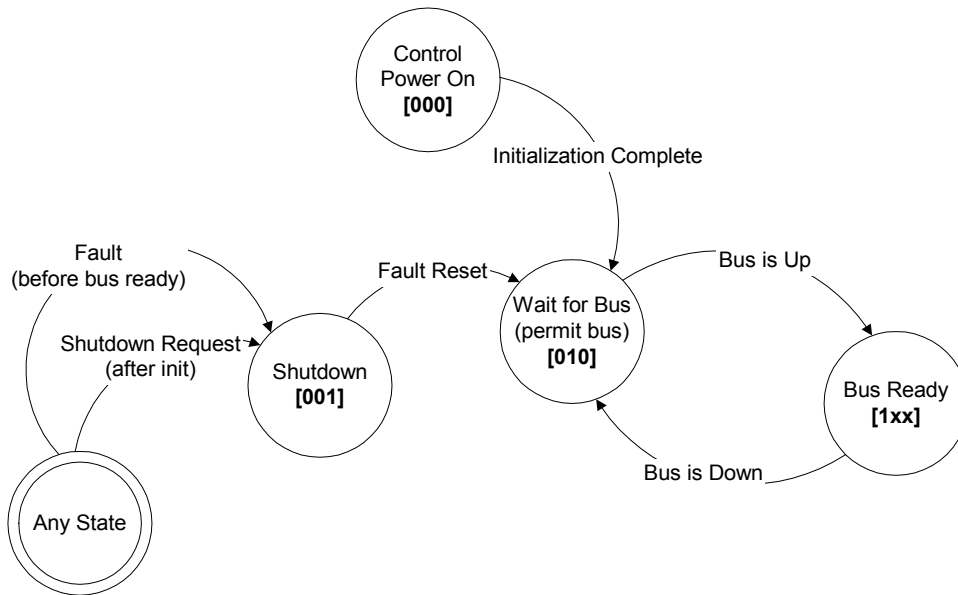 Control
Power On
[000]
Initialization Complete
Fault
(before bus ready)
Fault Reset
Bus is Up
Wait for Bus
(permit bus)
[010]
Shutdown Request
(after init)
Shutdown
[001]
Bus Ready
[1xx]
Bus is Down
Any State